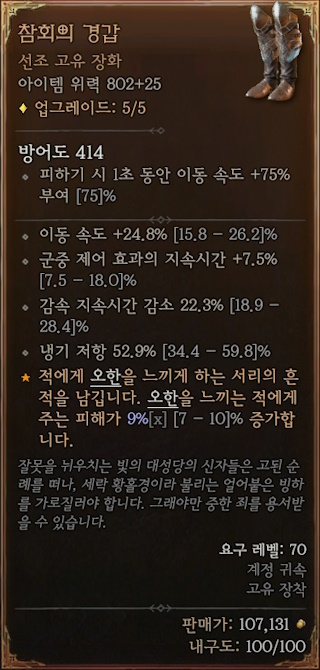 참회의 경갑
선조 고유 장화
아이템 위력 802+25
업그레이드: 5/5
방어도 414
피하기 시 1초 동안 이동 속도 +75%
부여 [75]%
이동 속도 +24.8% [15.8 - 26.2]%
군중 제어 효과의 지속시간 +7.5%
[7.5 - 18.0]%
감속 지속시간 감소 22.3% [18.9 -
28.4]%
냉기 저항 52.9% [34.4 - 59.8]%
적에게 오한을 느끼게 하는 서리의 흔
적을 남깁니다. 오한을 느끼는 적에게
주는 피해가 9%[x] [7 - 10]% 증가합
니다.
잘못을 뉘우치는 빛의 대성당의 신자들은 고된 순
례를 떠나, 세락 황홀경이라 불리는 얼어붙은 빙하
를 가로질러야 합니다. 그래야만 중한 죄를 용서받
을 수 있습니다.
요구 레벨: 70
계정 귀속
고유 장착
판매가: 107,131
내구도: 100/100